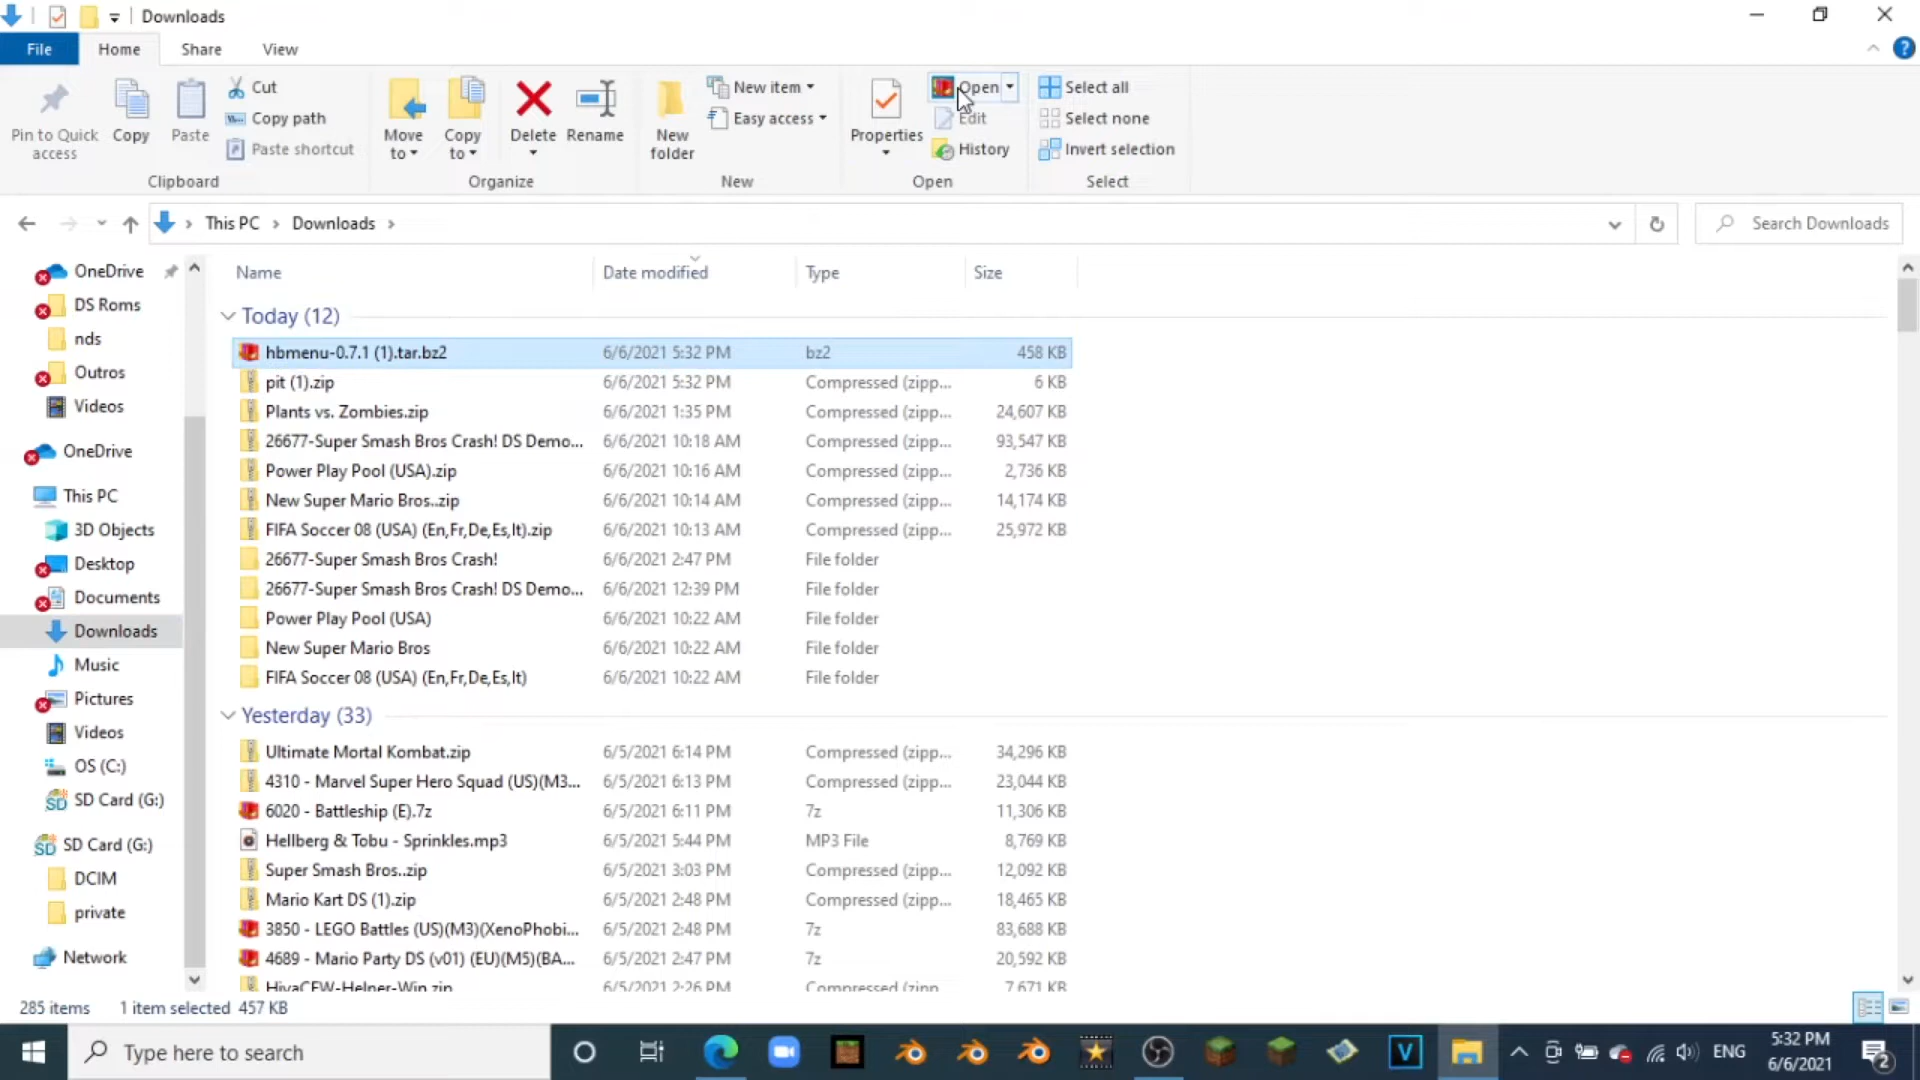 Downloads
File
Home
Share
View
Pin to Quick access
Copy
Paste
Cut
Copy path
Paste shortcut
Clipboard
Move to
Copy to
Delete
Rename
Organize
New folder
New item
Easy access
New
Properties
Open
Edit
History
Open
Select all
Select none
Invert selection
Select
This PC > Downloads >
Search Downloads
OneDrive
DS Roms
nds
Outros
Videos
OneDrive
This PC
3D Objects
Desktop
Documents
Downloads
Music
Pictures
Videos
OS (C:)
SD Card (G:)
SD Card (G:)
DCIM
private
Network
Name Date modified Type Size
Today (12)
hbmenu-0.7.1 (1).tar.bz2 6/6/2021 5:32 PM bz2 458 KB
pit (1).zip 6/6/2021 5:32 PM Compressed (zipp... 6 KB
Plants vs. Zombies.zip 6/6/2021 1:35 PM Compressed (zipp... 24,607 KB
26677-Super Smash Bros Crash! DS Demo... 6/6/2021 10:18 AM Compressed (zipp... 93,547 KB
Power Play Pool (USA).zip 6/6/2021 10:16 AM Compressed (zipp... 2,736 KB
New Super Mario Bros..zip 6/6/2021 10:14 AM Compressed (zipp... 14,174 KB
FIFA Soccer 08 (USA) (En,Fr,De,Es,It).zip 6/6/2021 10:13 AM Compressed (zipp... 25,972 KB
26677-Super Smash Bros Crash! 6/6/2021 2:47 PM File folder
26677-Super Smash Bros Crash! DS Demo... 6/6/2021 12:39 PM File folder
Power Play Pool (USA) 6/6/2021 10:22 AM File folder
New Super Mario Bros 6/6/2021 10:22 AM File folder
FIFA Soccer 08 (USA) (En,Fr,De,Es,It) 6/6/2021 10:22 AM File folder
Yesterday (33)
Ultimate Mortal Kombat.zip 6/5/2021 6:14 PM Compressed (zipp... 34,296 KB
4310 - Marvel Super Hero Squad (US)(M3... 6/5/2021 6:13 PM Compressed (zipp... 23,044 KB
6020 - Battleship (E).7z 6/5/2021 6:11 PM 7z 11,306 KB
Hellberg & Tobu - Sprinkles.mp3 6/5/2021 5:44 PM MP3 File 8,769 KB
Super Smash Bros..zip 6/5/2021 3:03 PM Compressed (zipp... 12,092 KB
Mario Kart DS (1).zip 6/5/2021 2:48 PM Compressed (zipp... 18,465 KB
3850 - LEGO Battles (US)(M3)(XenoPhobi... 6/5/2021 2:48 PM 7z 83,688 KB
4689 - Mario Party DS (v01) (EU)(M5)(BA... 6/5/2021 2:47 PM 7z 20,592 KB
HiyaCFW-Helper-Win.zip 6/5/2021 2:26 PM Compressed (zipp... 7,671 KB
285 items 1 item selected 457 KB
Type here to search
V
ENG
5:32 PM
6/6/2021
2